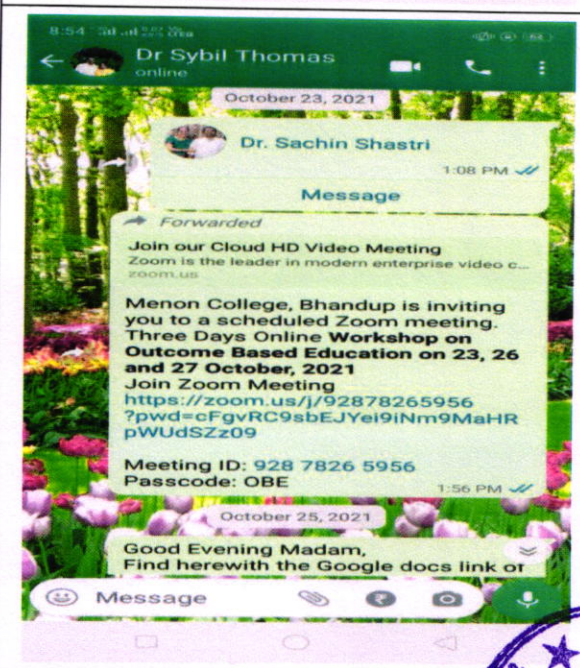 8:54
Dr Sybil Thomas
online
October 23, 2021
Dr. Sachin Shastri
1:08 PM
Message
Forwarded
Join our Cloud HD Video Meeting
Zoom is the leader in modern enterprise video c...
zoom.us
Menon College, Bhandup is inviting
you to a scheduled Zoom meeting.
Three Days Online Workshop on
Outcome Based Education on 23, 26
and 27 October, 2021
Join Zoom Meeting
https://zoom.us/j/92878265956
?pwd=cFgvRC9sbEJYei9iNm9MaHR
pWUdSZz09
Meeting ID: 928 7826 5956
Passcode: OBE
1:56 PM
October 25, 2021
Good Evening Madam,
Find herewith the Google docs link of
Message